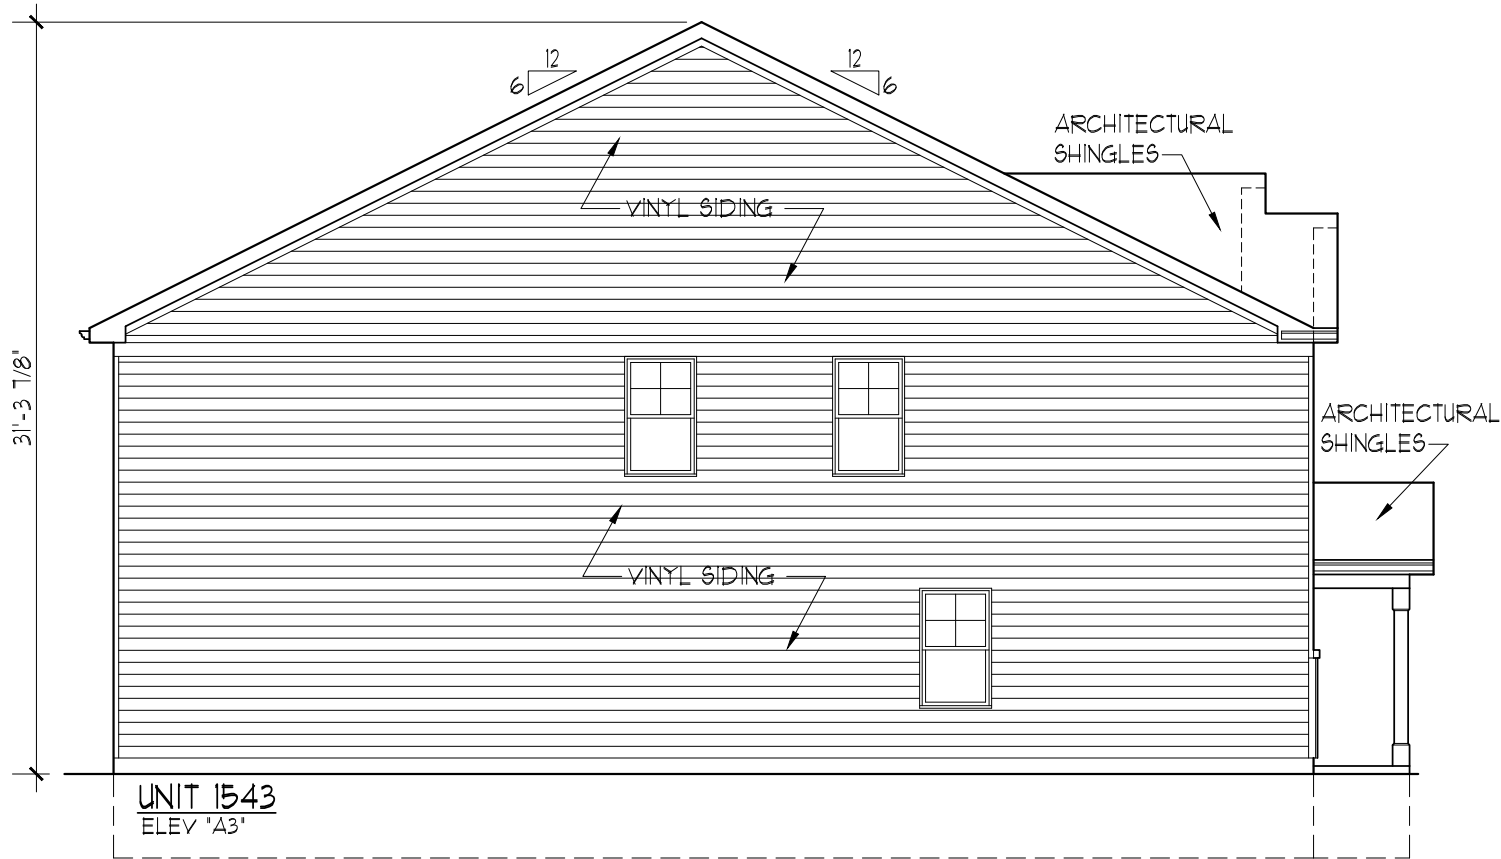 12
6
12
6
ARCHITECTURAL
SHINGLES
VINYL SIDING
31'-3 7/8"
ARCHITECTURAL
SHINGLES
VINYL SIDING
UNIT 1543
ELEV "A3"